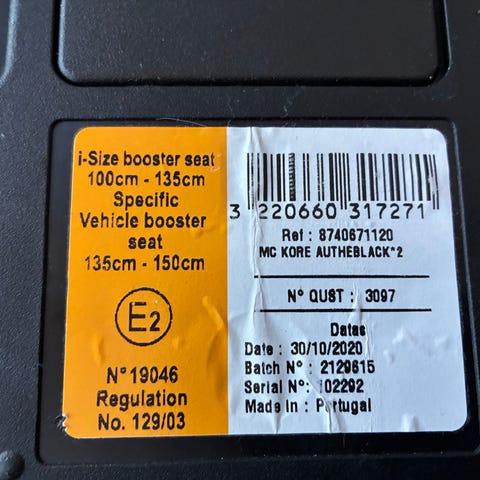 i-Size booster seat
100cm - 135cm
Specific
Vehicle booster
seat
135cm - 150cm
E2
N° 19046
Regulation
No. 129/03
3 220660 317271
Ref : 8740671120
MC KORE AUTHEBLACK*2
N° QUST : 3097
Datas
Date : 30/10/2020
Batch N° : 2129615
Serial N°: 102292
Made In : Portugal